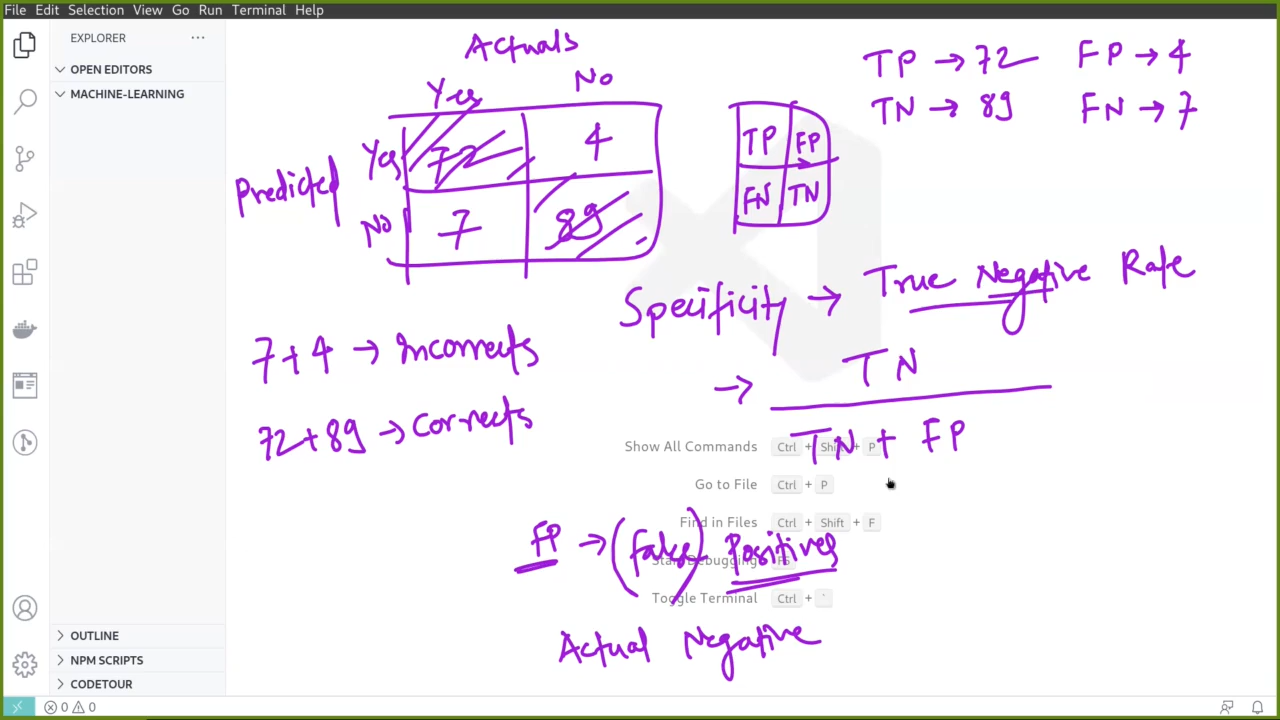 File Edit Selection View Go Run Terminal Help
EXPLORER ...
OPEN EDITORS
MACHINE-LEARNING
Actuals
Yes No
Predicted
Yes 72 4
No 7 89
TP FP
FN TN
TP → 72 FP → 4
TN → 89 FN → 7
Specificity → True Negative Rate
→ TN
TN + FP
7+4 → Incorrects
72+89 → Corrects
Show All Commands Ctrl + Shift + P
Go to File Ctrl + P
Find in Files Ctrl + Shift + F
Start Debugging F5
Toggle Terminal Ctrl + `
FP → (False) Positives
Actual Negative
OUTLINE
NPM SCRIPTS
CODETOUR
0 0